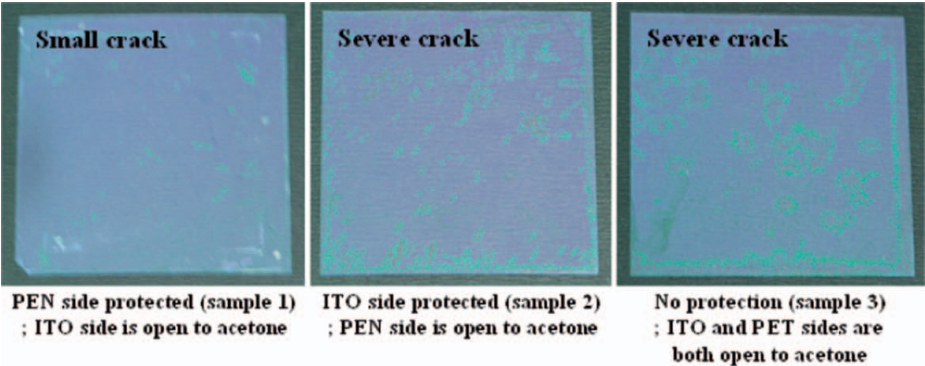 Small crack
Severe crack
Severe crack
PEN side protected (sample 1)
; ITO side is open to acetone
ITO side protected (sample 2)
; PEN side is open to acetone
No protection (sample 3)
; ITO and PET sides are
both open to acetone